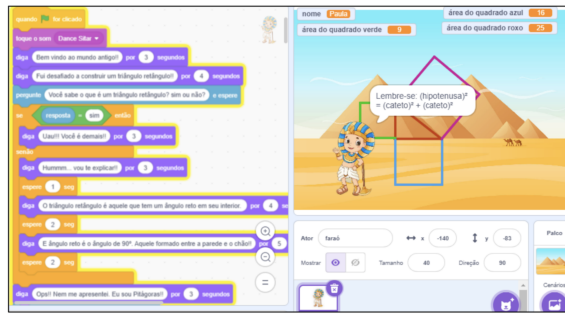 quando for clicado
toque o som Dance Sitar
diga Bem vindo ao mundo antigo!! por 3 segundos
diga Fui desafiado a construir um triângulo retângulo!! por 4 segundos
pergunte Você sabe o que é um triângulo retângulo? sim ou não? e espere
se resposta = sim então
diga Uau!!! Você é demais!! por 3 segundos
senão
diga Hummm... vou te explicar!! por 3 segundos
espere 1 seg
diga O triângulo retângulo é aquele que tem um ângulo reto em seu interior. por 4 se
espere 2 seg
diga E ângulo reto é o ângulo de 90º. Aquele formado entre a parede e o chão!! por 5
espere 2 seg
diga Ops!! Nem me apresentei. Eu sou Pitágoras!! por 3 segundos
nome Paula
área do quadrado azul 16
área do quadrado verde 9
área do quadrado roxo 25
Lembre-se: (hipotenusa)²
= (cateto)² + (cateto)²
Ator faraó x -140 y -83
Mostrar Tamanho 40 Direção 90
Palco
Cenários